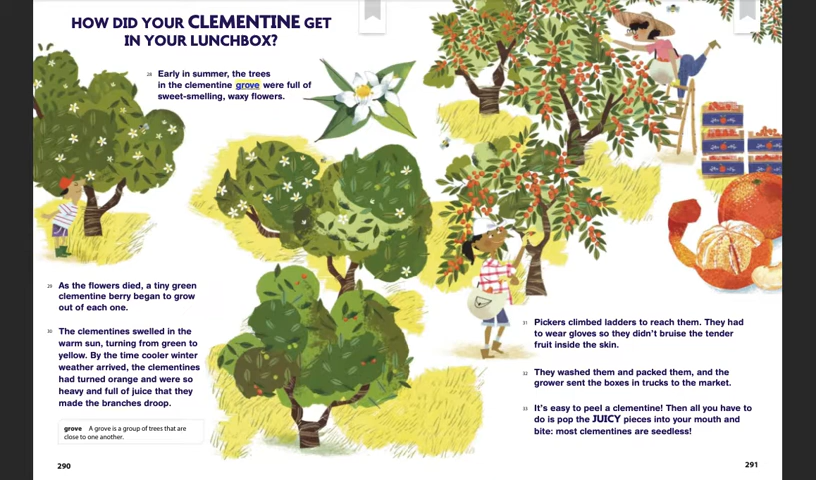 HOW DID YOUR CLEMENTINE GET
IN YOUR LUNCHBOX?
28 Early in summer, the trees
in the clementine grove were full of
sweet-smelling, waxy flowers.
29 As the flowers died, a tiny green
clementine berry began to grow
out of each one.
30 The clementines swelled in the
warm sun, turning from green to
yellow. By the time cooler winter
weather arrived, the clementines
had turned orange and were so
heavy and full of juice that they
made the branches droop.
grove A grove is a group of trees that are
close to one another.
290
31 Pickers climbed ladders to reach them. They had
to wear gloves so they didn't bruise the tender
fruit inside the skin.
32 They washed them and packed them, and the
grower sent the boxes in trucks to the market.
33 It's easy to peel a clementine! Then all you have to
do is pop the JUICY pieces into your mouth and
bite: most clementines are seedless!
291